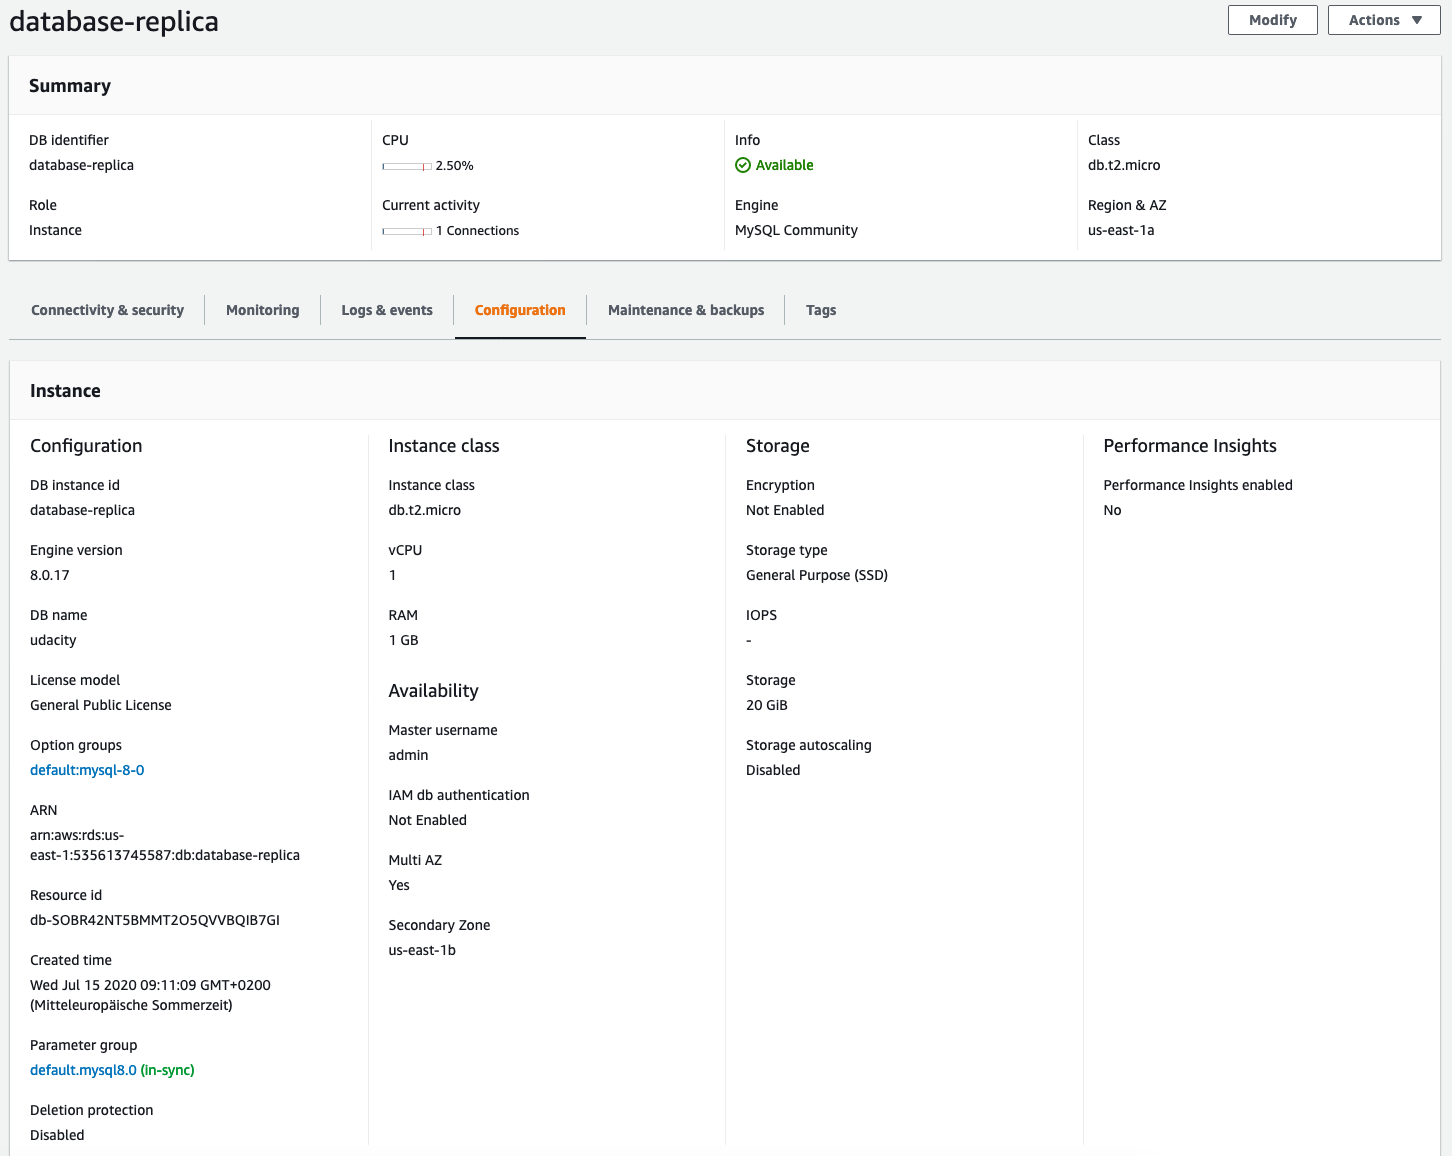 database-replica
Modify
Actions
Summary
DB identifier
database-replica
Role
Instance
CPU
2.50%
Current activity
1 Connections
Info
Available
Engine
MySQL Community
Class
db.t2.micro
Region & AZ
us-east-1a
Connectivity & security
Monitoring
Logs & events
Configuration
Maintenance & backups
Tags
Instance
Configuration
DB instance id
database-replica
Engine version
8.0.17
DB name
udacity
License model
General Public License
Option groups
default:mysql-8-0
ARN
arn:aws:rds:us-
east-1:535613745587:db:database-replica
Resource id
db-SOBR42NT5BMMT2O5QVVBQIB7GI
Created time
Wed Jul 15 2020 09:11:09 GMT+0200
(Mitteleuropäische Sommerzeit)
Parameter group
default.mysql8.0 (in-sync)
Deletion protection
Disabled
Instance class
Instance class
db.t2.micro
vCPU
1
RAM
1 GB
Availability
Master username
admin
IAM db authentication
Not Enabled
Multi AZ
Yes
Secondary Zone
us-east-1b
Storage
Encryption
Not Enabled
Storage type
General Purpose (SSD)
IOPS
-
Storage
20 GiB
Storage autoscaling
Disabled
Performance Insights
Performance Insights enabled
No